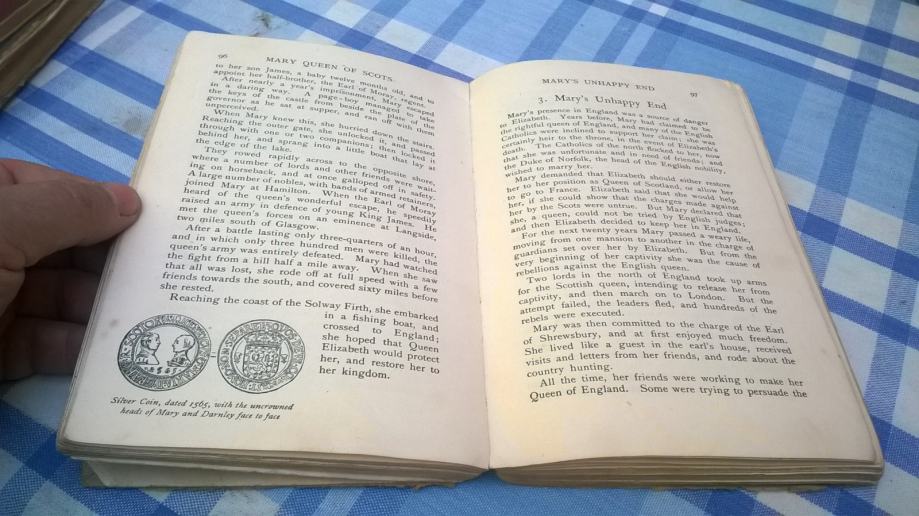 96
MARY QUEEN OF SCOTS.
to her son James, a baby twelve months old, and to
appoint her half-brother, the Earl of Moray, regent.
After nearly a year's imprisonment, Mary escaped
in a daring way. A page-boy managed to take
the keys of the castle from beside the plate of the
governor as he sat at supper, and ran off with them
unperceived.
When Mary knew this, she hurried down the stairs.
Reaching the outer gate, she unlocked it, and passed
through with one or two companions; then locked it
behind her, and sprang into a little boat that lay at
the edge of the lake.
They rowed rapidly across to the opposite shore,
where a number of lords and other friends were wait-
ing on horseback, and at once galloped off in safety.
A large number of nobles, with bands of armed retainers,
joined Mary at Hamilton. When the Earl of Moray
heard of the queen's wonderful escape, he speedily
raised an army in defence of young King James. He
met the queen's forces on an eminence at Langside,
two miles south of Glasgow.
After a battle lasting only three-quarters of an hour,
and in which only three hundred men were killed, the
queen's army was entirely defeated. Mary had watched
the fight from a hill half a mile away. When she saw
that all was lost, she rode off at full speed with a few
friends towards the south, and covered sixty miles before
she rested.
Reaching the coast of the Solway Firth, she embarked
in a fishing boat, and
crossed to England;
she hoped that Queen
Elizabeth would protect
her, and restore her to
her kingdom.
Silver Coin, dated 1565, with the uncrowned
heads of Mary and Darnley face to face
MARY'S UNHAPPY END
97
3. Mary's Unhappy End
Mary's presence in England was a source of danger
to Elizabeth. Years before, Mary had claimed to be
the rightful queen of England, and many of the English
Catholics were inclined to support her claim; she was
certainly heir to the throne, in the event of Elizabeth's
death. The Catholics of the north flocked to her, now
that she was unfortunate and in need of friends; and
the Duke of Norfolk, the head of the English nobility,
wished to marry her.
Mary demanded that Elizabeth should either restore
her to her position as Queen of Scotland, or allow her
to go to France. Elizabeth said that she would help
her, if she could show that the charges made against
her by the Scots were untrue. But Mary declared that
she, a queen, could not be tried by English judges;
and then Elizabeth decided to keep her in England.
For the next twenty years Mary passed a weary life,
moving from one mansion to another in the charge of
guardians set over her by Elizabeth. But from the
very beginning of her captivity she was the cause of
rebellions against the English queen.
Two lords in the north of England took up arms
for the Scottish queen, intending to release her from
captivity, and then march on to London. But the
attempt failed, the leaders fled, and hundreds of the
rebels were executed.
Mary was then committed to the charge of the Earl
of Shrewsbury, and at first enjoyed much freedom.
She lived like a guest in the earl's house, received
visits and letters from her friends, and rode about the
country hunting.
All the time, her friends were working to make her
Queen of England. Some were trying to persuade the